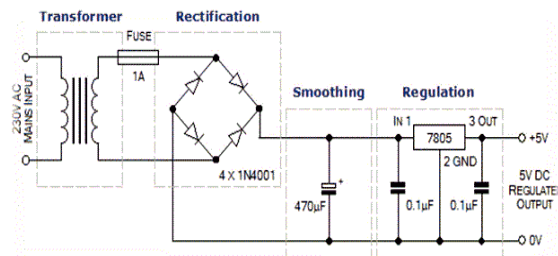 Transformer
Rectification
FUSE
1A
230V AC
MAINS INPUT
4 X 1N4001
Smoothing
+
470µF
Regulation
IN 1
7805
3 OUT
2 GND
0.1µF
0.1µF
+5V
5V DC
REGULATE
OUTPUT
0V